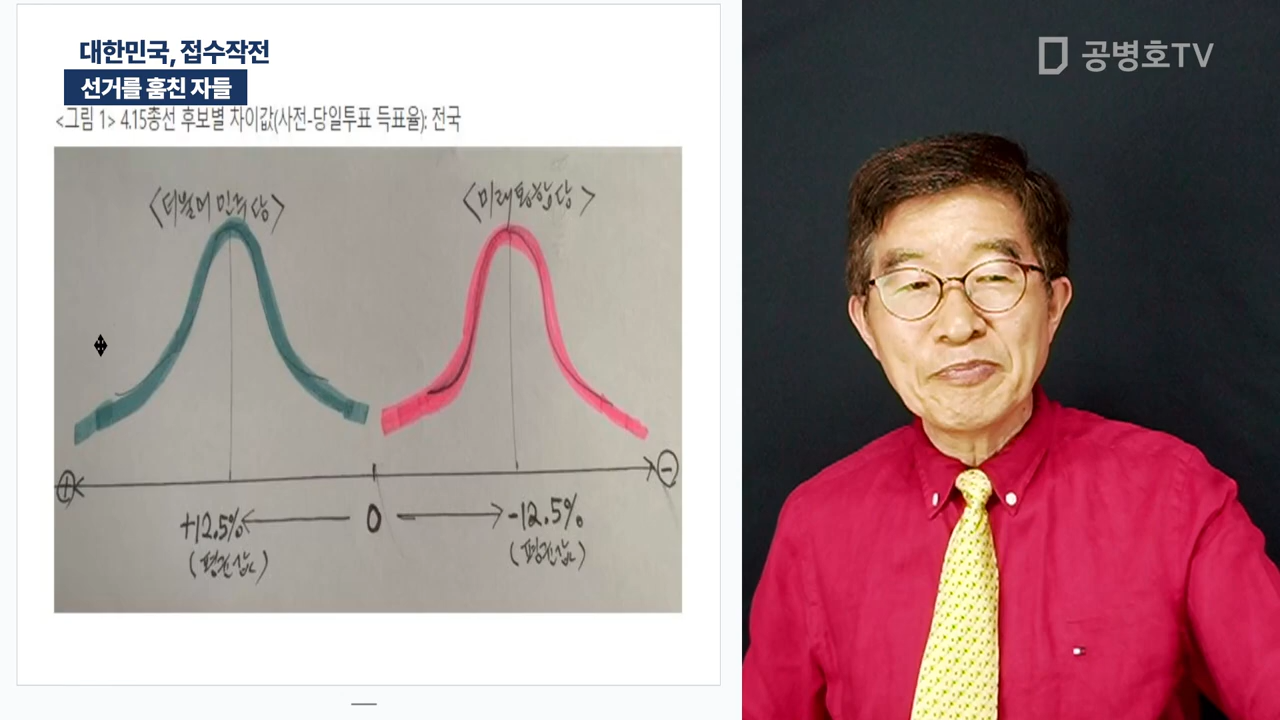 대한민국, 접수작전
선거를 훔친 자들
공병호TV
<그림 1> 4.15총선 후보별 차이값(사전-당일투표 득표율): 전국
<더불어 민주당>
<미래통합당>
+
-
+12.5%
0
-12.5%
(평균값)
(평균값)